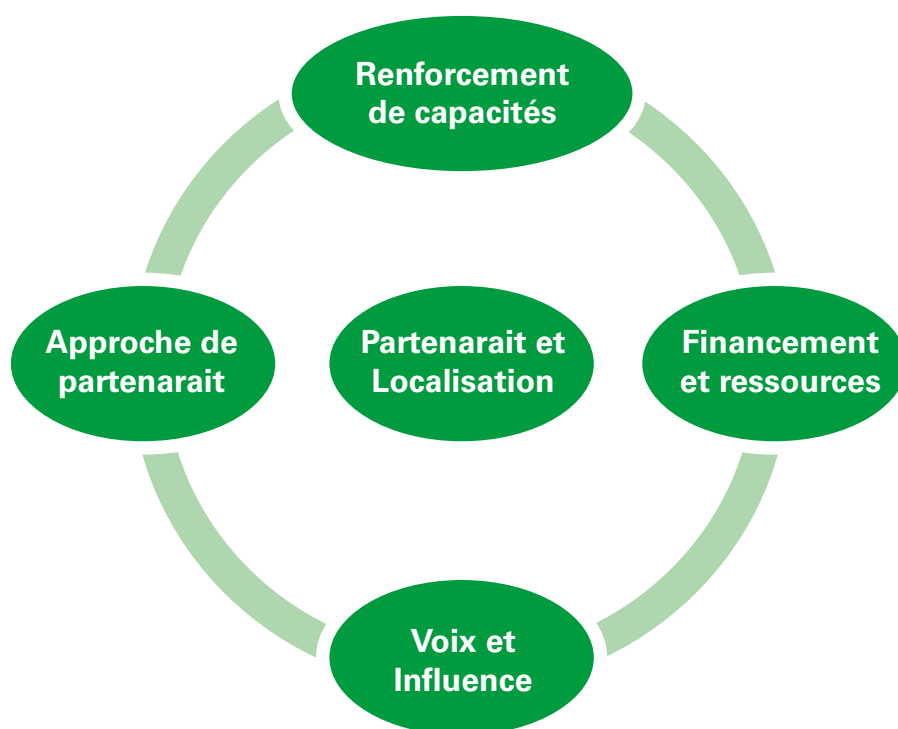 Renforcement
de capacités
Approche de
partenarait
Partenarait et
Localisation
Financement
et ressources
Voix et
Influence